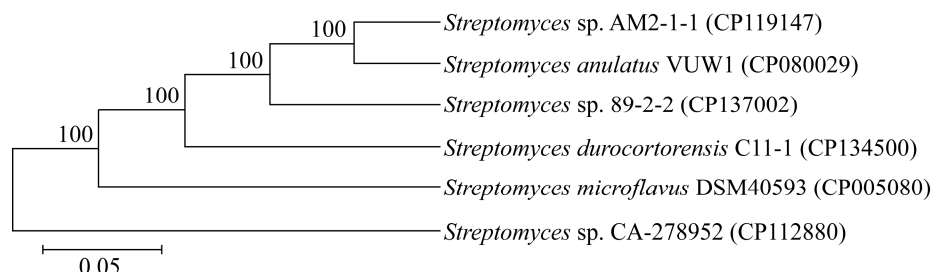 100 Streptomyces sp. AM2-1-1 (CP119147)
100 Streptomyces anulatus VUW1 (CP080029)
100 Streptomyces sp. 89-2-2 (CP137002)
100 Streptomyces durocortorensis C11-1 (CP134500)
Streptomyces microflavus DSM40593 (CP005080)
Streptomyces sp. CA-278952 (CP112880)
0.05